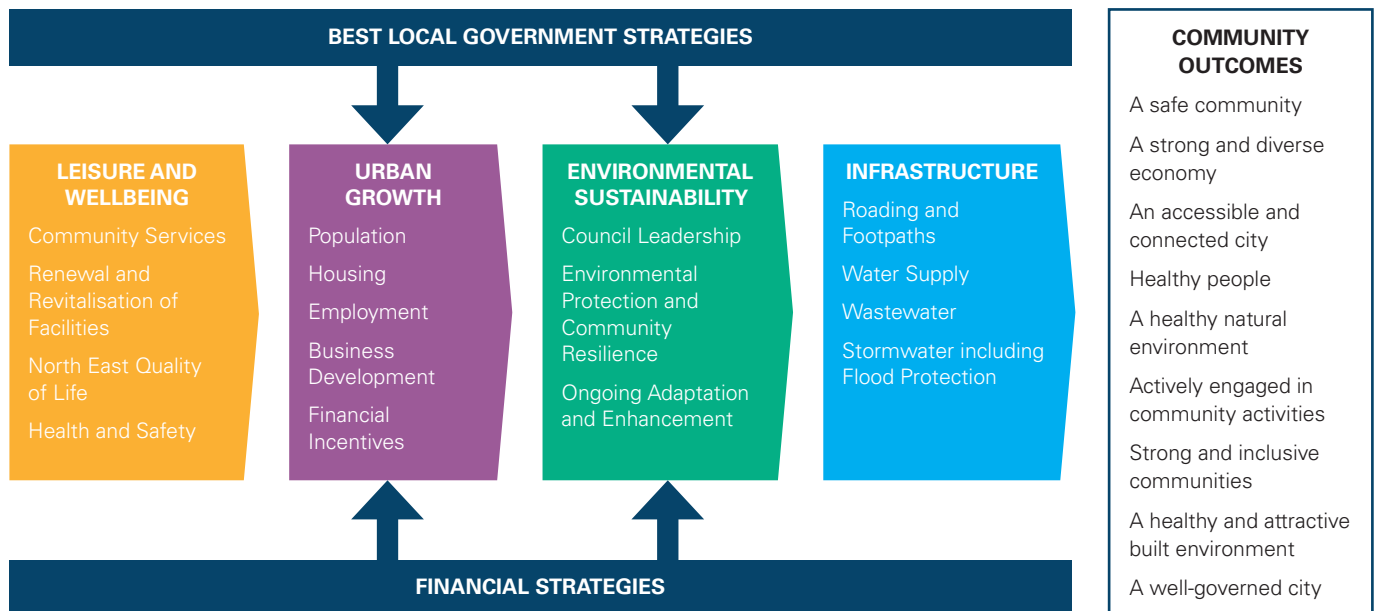 BEST LOCAL GOVERNMENT STRATEGIES
LEISURE AND
WELLBEING
Community Services
Renewal and
Revitalisation of
Facilities
North East Quality
of Life
Health and Safety
URBAN
GROWTH
Population
Housing
Employment
Business
Development
Financial
Incentives
ENVIRONMENTAL
SUSTAINABILITY
Council Leadership
Environmental
Protection and
Community
Resilience
Ongoing Adaptation
and Enhancement
INFRASTRUCTURE
Roading and
Footpaths
Water Supply
Wastewater
Stormwater including
Flood Protection
FINANCIAL STRATEGIES
COMMUNITY
OUTCOMES
A safe community
A strong and diverse
economy
An accessible and
connected city
Healthy people
A healthy natural
environment
Actively engaged in
community activities
Strong and inclusive
communities
A healthy and attractive
built environment
A well-governed city